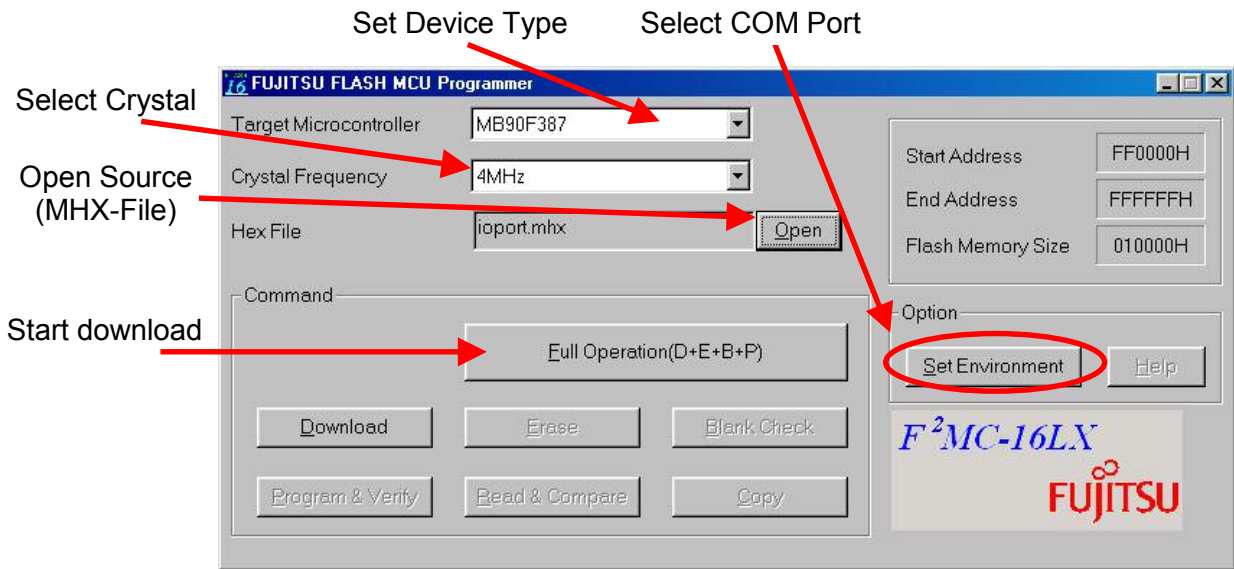 Set Device Type
Select COM Port
FUJITSU FLASH MCU Programmer
Select Crystal
Target Microcontroller
MB90F387
Start Address
FF0000H
Open Source
(MHX-File)
Crystal Frequency
4MHz
End Address
FFFFFFH
Hex File
ioport.mhx
Open
Flash Memory Size
010000H
Command
Option
Start download
Full Operation(D+E+B+P)
Set Environment
Help
Download
Erase
Blank Check
F²MC-16LX
FUJITSU
Program & Verify
Read & Compare
Copy